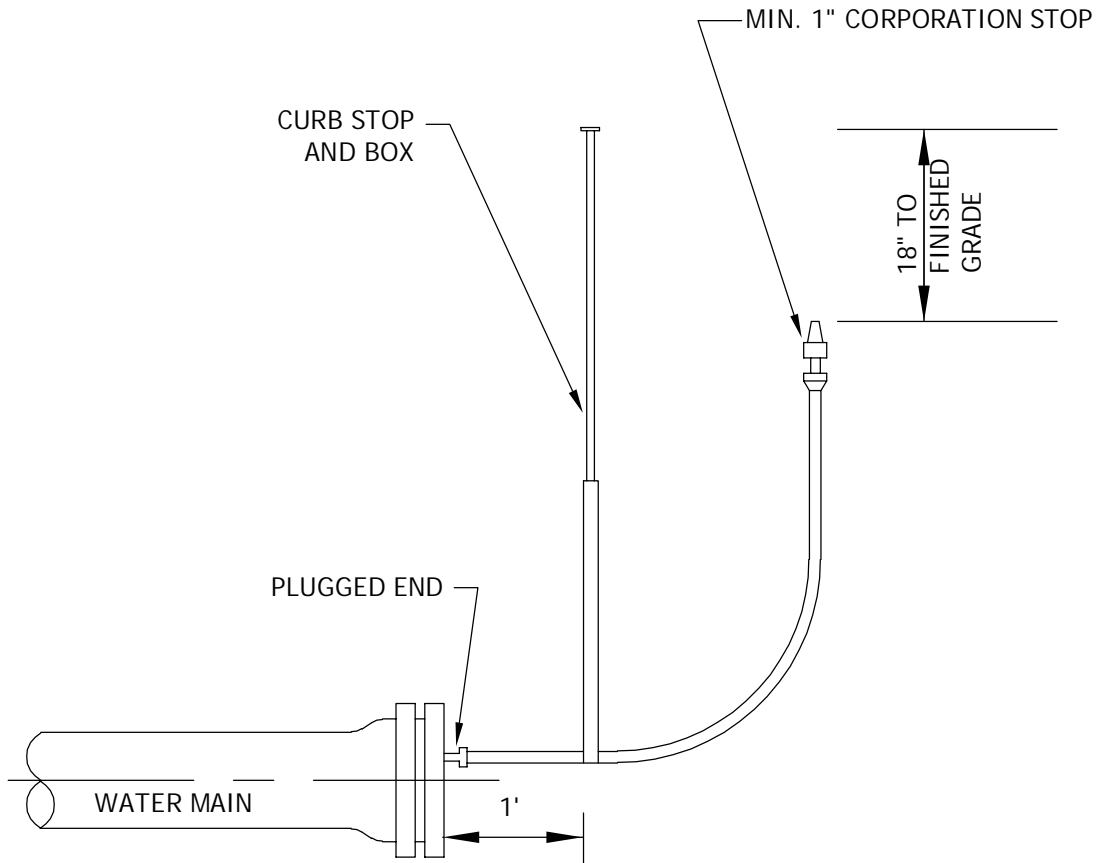 MIN. 1" CORPORATION STOP
CURB STOP
AND BOX
18" TO
FINISHED
GRADE
PLUGGED END
WATER MAIN
1'